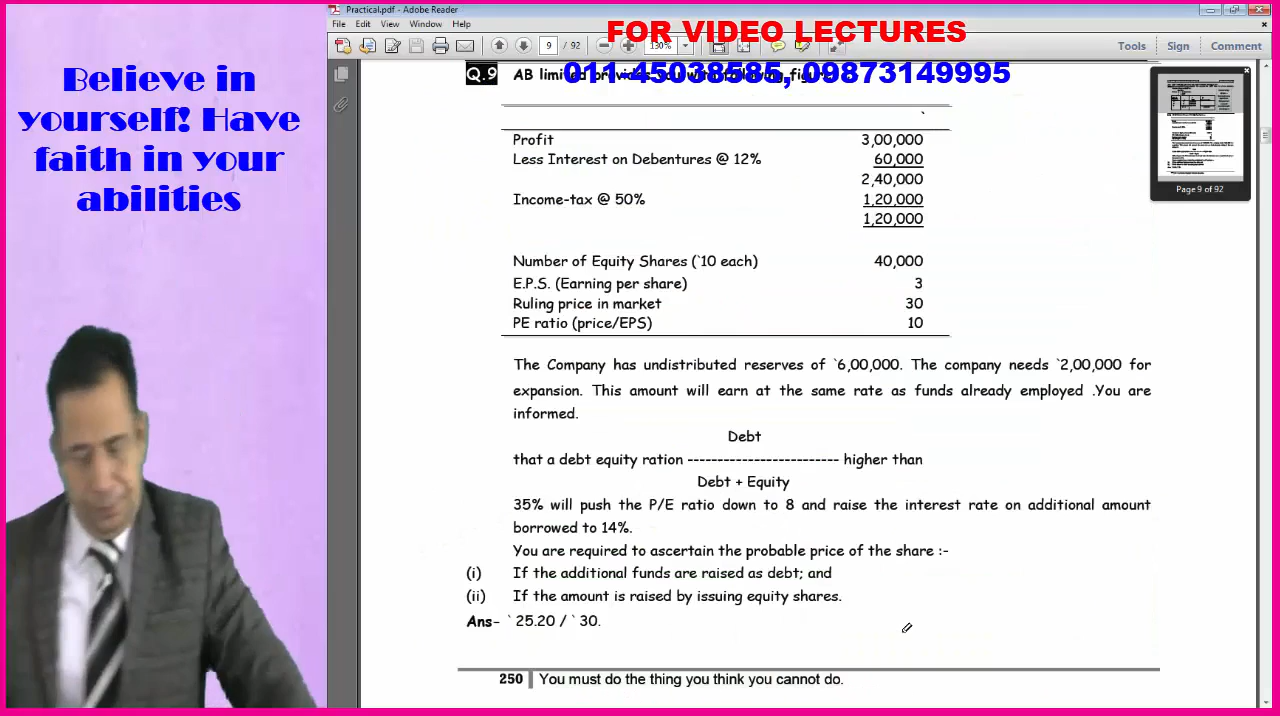 Believe in
yourself! Have
faith in your
abilities
Practical.pdf - Adobe Reader
File Edit View Window Help
FOR VIDEO LECTURES
9 / 92 130% Tools Sign Comment
011-45038585, 09873149995
Q.9 AB limited provides you with following figure
Profit 3,00,000
Less Interest on Debentures @ 12% 60,000
2,40,000
Income-tax @ 50% 1,20,000
1,20,000
Number of Equity Shares (`10 each) 40,000
E.P.S. (Earning per share) 3
Ruling price in market 30
PE ratio (price/EPS) 10
The Company has undistributed reserves of `6,00,000. The company needs `2,00,000 for
expansion. This amount will earn at the same rate as funds already employed .You are
informed.
Debt
that a debt equity ration ------------------------- higher than
Debt + Equity
35% will push the P/E ratio down to 8 and raise the interest rate on additional amount
borrowed to 14%.
You are required to ascertain the probable price of the share :-
(i) If the additional funds are raised as debt; and
(ii) If the amount is raised by issuing equity shares.
Ans- ` 25.20 / ` 30.
250 You must do the thing you think you cannot do.
Page 9 of 92